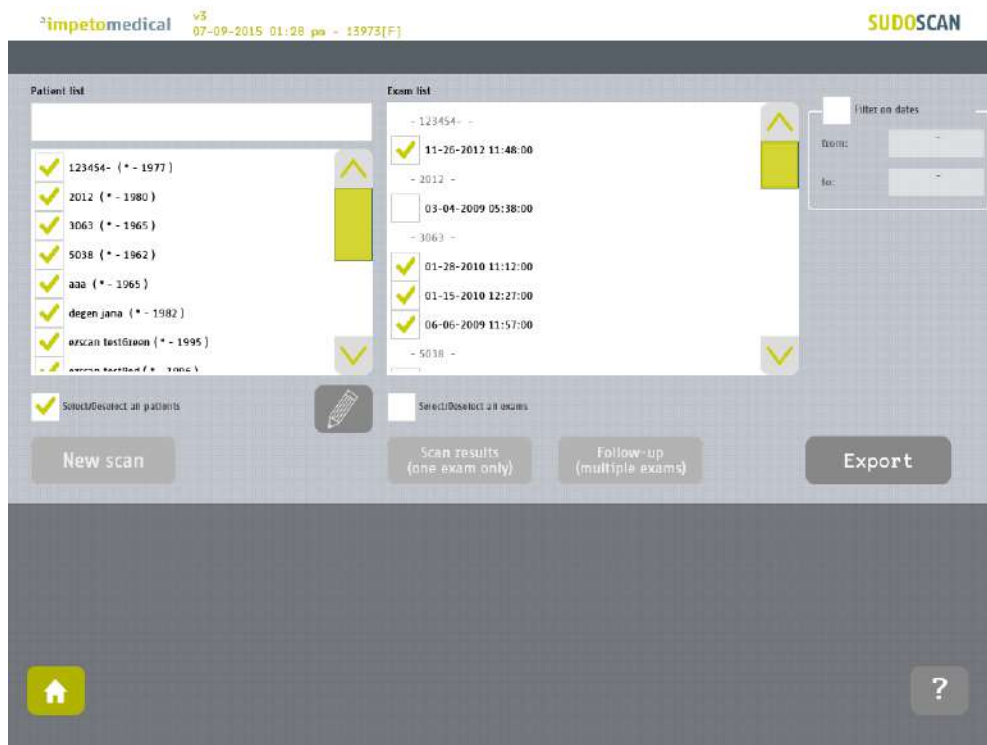 impetomedical
v3
07-09-2015 01:28 pm - 13973[F]
SUDOSCAN
Patient list
123454- (* - 1977)
2012 (* - 1980)
3063 (* - 1965)
5038 (* - 1962)
aaa (* - 1965)
degen jana (* - 1982)
ezscan testGreen (* - 1995)
ezscan testRed (* - 1996)
Select/Deselect all patients
New scan
Exam list
- 123454- -
11-26-2012 11:48:00
- 2012 -
03-04-2009 05:38:00
- 3063 -
01-28-2010 11:12:00
01-15-2010 12:27:00
06-06-2009 11:57:00
- 5038 -
Select/Deselect all exams
Scan results
(one exam only)
Follow-up
(multiple exams)
Filter on dates
from: -
to: -
Export
?